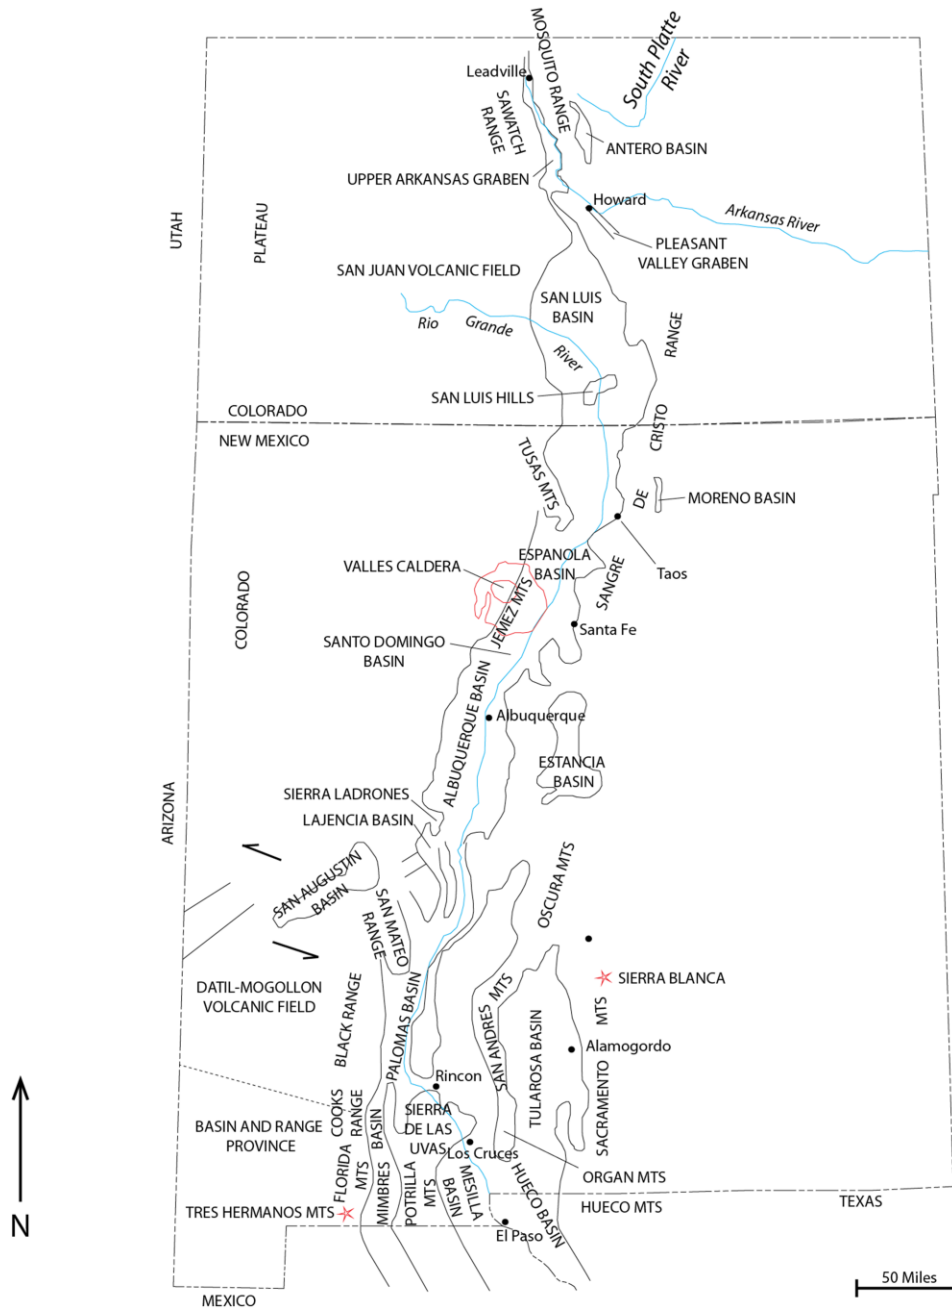 MOSQUITO RANGE
South Platte
River
Leadville
SAWATCH
RANGE
ANTERO BASIN
UPPER ARKANSAS GRABEN
Howard
Arkansas River
UTAH
PLATEAU
PLEASANT
VALLEY GRABEN
SAN JUAN VOLCANIC FIELD
SAN LUIS
BASIN
Rio Grande River
RANGE
SAN LUIS HILLS
CRISTO
COLORADO
NEW MEXICO
TUSAS MTS
DE
MORENO BASIN
ESPANOLA
BASIN
VALLES CALDERA
Taos
SANGRE
COLORADO
JEMEZ MTS
Santa Fe
SANTO DOMINGO
BASIN
ALBUQUERQUE BASIN
Albuquerque
ESTANCIA
BASIN
SIERRA LADRONES
LAJENCIA BASIN
ARIZONA
SAN AUGUSTIN
BASIN
OSCURA MTS
SAN MATEO
RANGE
SIERRA BLANCA
DATIL-MOGOLLON
VOLCANIC FIELD
BLACK RANGE
PALOMAS BASIN
SAN ANDRES MTS
TULAROSA BASIN
MTS
Alamogordo
SACRAMENTO
Rincon
COOKS
RANGE
SIERRA
DE LAS
UVAS
BASIN AND RANGE
PROVINCE
BASIN
Los Cruces
ORGAN MTS
FLORIDA
MTS
MIMBRES
POTRILLA
MTS
MESILLA
BASIN
HUECO BASIN
HUECO MTS
TEXAS
TRES HERMANOS MTS
El Paso
N
50 Miles
MEXICO